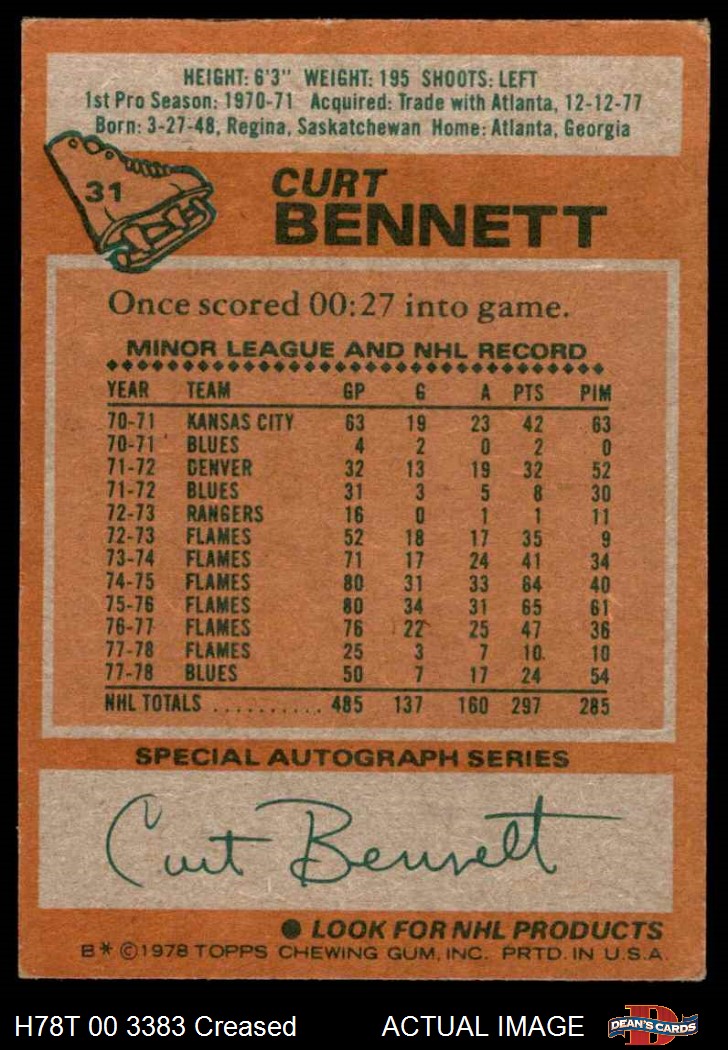 HEIGHT: 6'3" WEIGHT: 195 SHOOTS: LEFT
1st Pro Season: 1970-71 Acquired: Trade with Atlanta, 12-12-77
Born: 3-27-48, Regina, Saskatchewan Home: Atlanta, Georgia
31
CURT
BENNETT
Once scored 00:27 into game.
MINOR LEAGUE AND NHL RECORD
YEAR TEAM GP G A PTS PIM
70-71 KANSAS CITY 63 19 23 42 63
70-71 BLUES 4 2 0 2 0
71-72 DENVER 32 13 19 32 52
71-72 BLUES 31 3 5 8 30
72-73 RANGERS 16 0 1 1 11
72-73 FLAMES 52 18 17 35 9
73-74 FLAMES 71 17 24 41 34
74-75 FLAMES 80 31 33 64 40
75-76 FLAMES 80 34 31 65 61
76-77 FLAMES 76 22 25 47 36
77-78 FLAMES 25 3 7 10 10
77-78 BLUES 50 7 17 24 54
NHL TOTALS .......... 485 137 160 297 285
SPECIAL AUTOGRAPH SERIES
Curt Bennett
● LOOK FOR NHL PRODUCTS
B* ©1978 TOPPS CHEWING GUM, INC. PRTD. IN U.S.A.
H78T 00 3383 Creased ACTUAL IMAGE DEAN'S CARDS